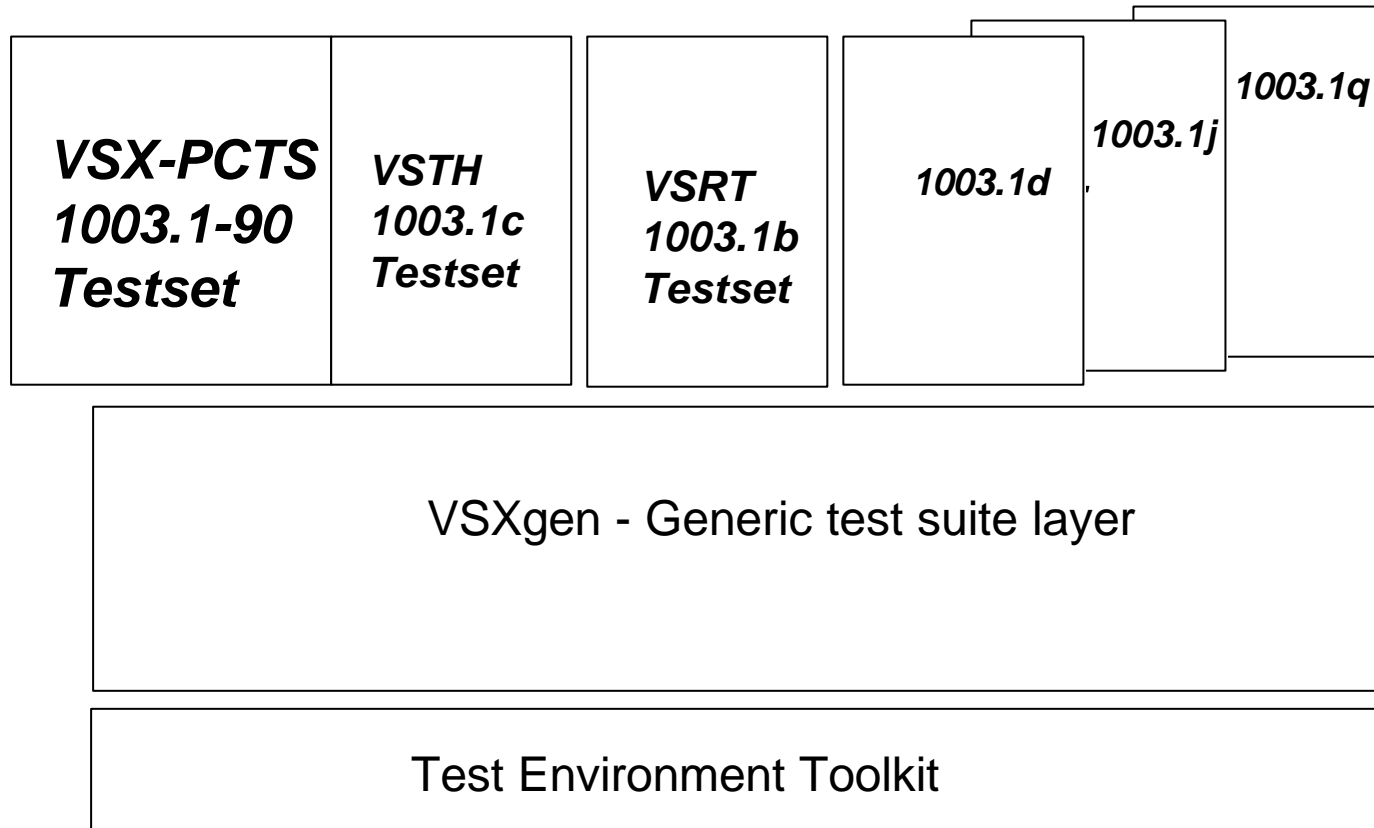 VSX-PCTS
1003.1-90
Testset
VSTH
1003.1c
Testset
VSRT
1003.1b
Testset
1003.1d
1003.1j
1003.1q
VSXgen - Generic test suite layer
Test Environment Toolkit